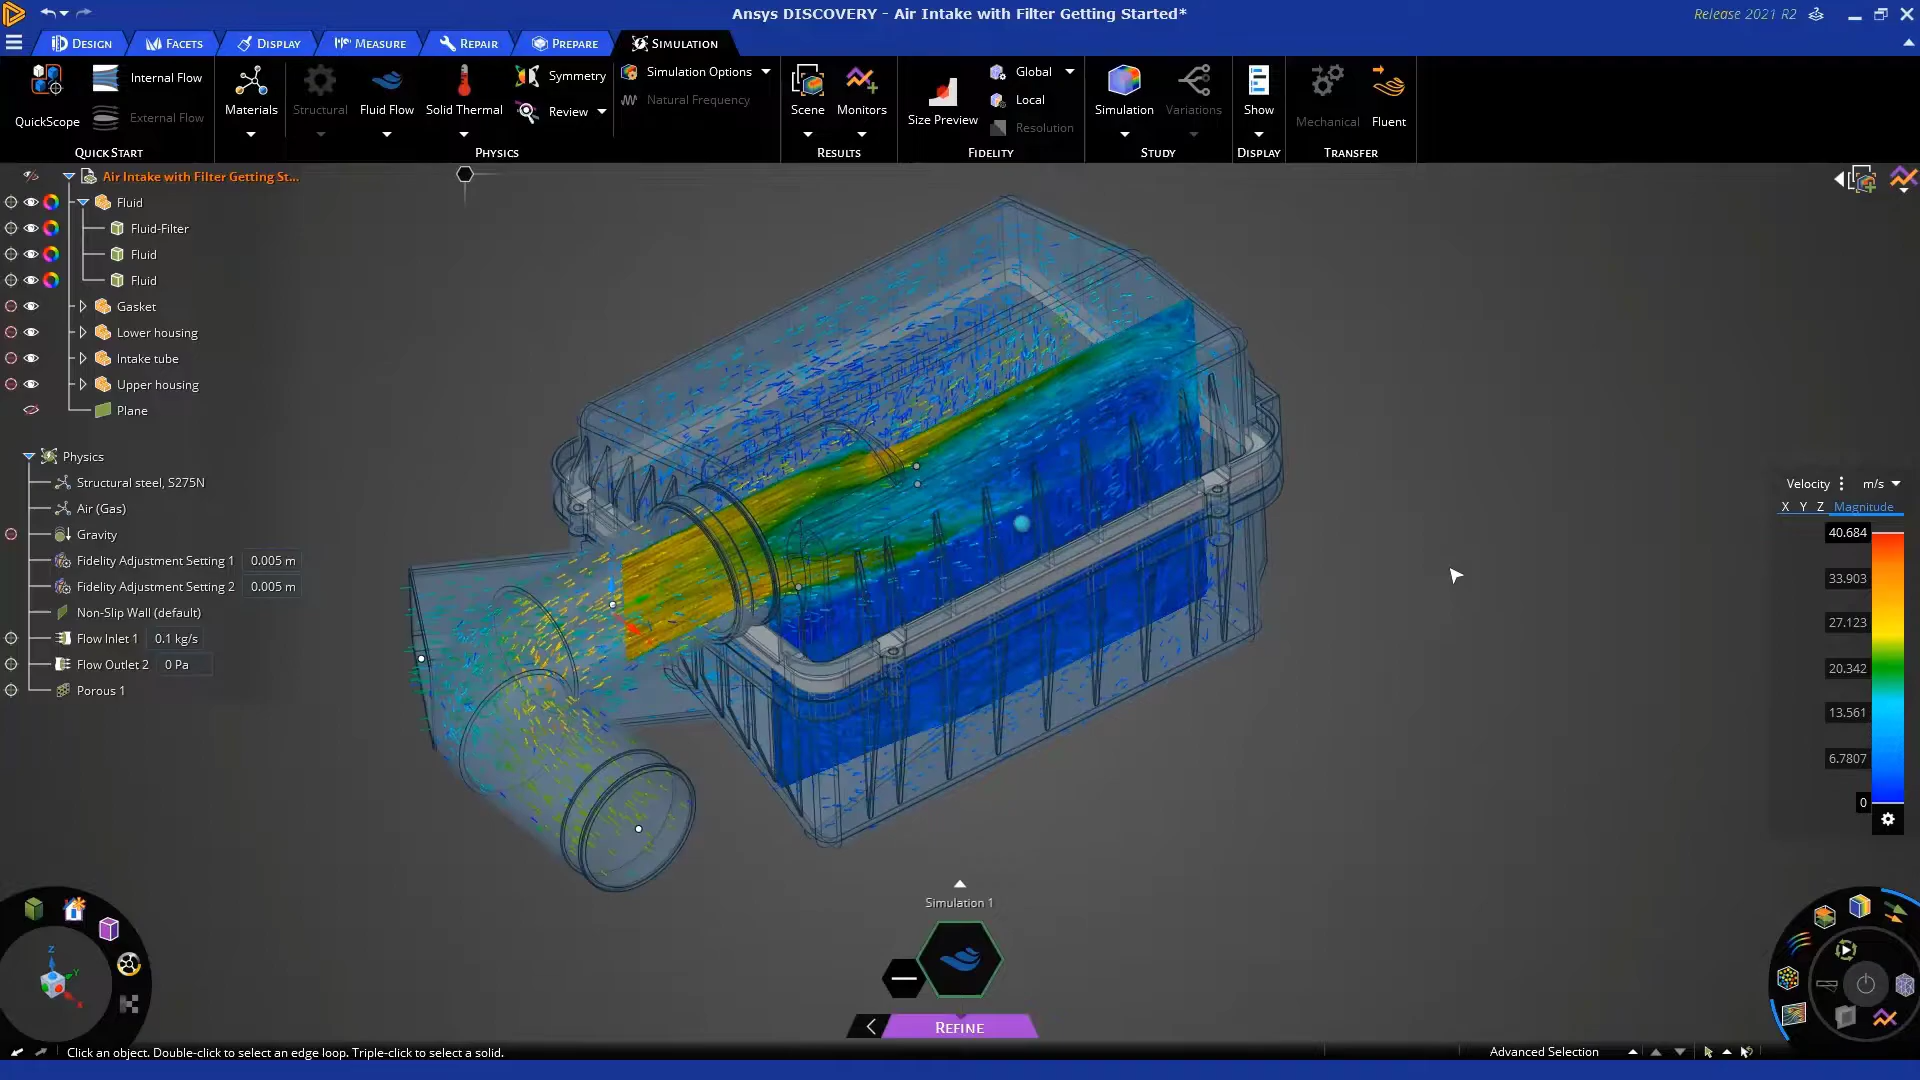 Ansys DISCOVERY - Air Intake with Filter Getting Started*
Release 2021 R2
DESIGN
FACETS
DISPLAY
MEASURE
REPAIR
PREPARE
SIMULATION
QuickScope
Internal Flow
External Flow
QUICK START
Materials
Structural
Fluid Flow
Solid Thermal
Symmetry
Review
Simulation Options
Natural Frequency
PHYSICS
Scene
Monitors
RESULTS
Size Preview
Global
Local
Resolution
FIDELITY
Simulation
Variations
STUDY
Show
DISPLAY
Mechanical
Fluent
TRANSFER
Air Intake with Filter Getting St...
Fluid
Fluid-Filter
Fluid
Fluid
Gasket
Lower housing
Intake tube
Upper housing
Plane
Physics
Structural steel, S275N
Air (Gas)
Gravity
Fidelity Adjustment Setting 1 0.005 m
Fidelity Adjustment Setting 2 0.005 m
Non-Slip Wall (default)
Flow Inlet 1 0.1 kg/s
Flow Outlet 2 0 Pa
Porous 1
Velocity m/s
X Y Z Magnitude
40.684
33.903
27.123
20.342
13.561
6.7807
0
Z
Y
X
Simulation 1
REFINE
Click an object. Double-click to select an edge loop. Triple-click to select a solid.
Advanced Selection